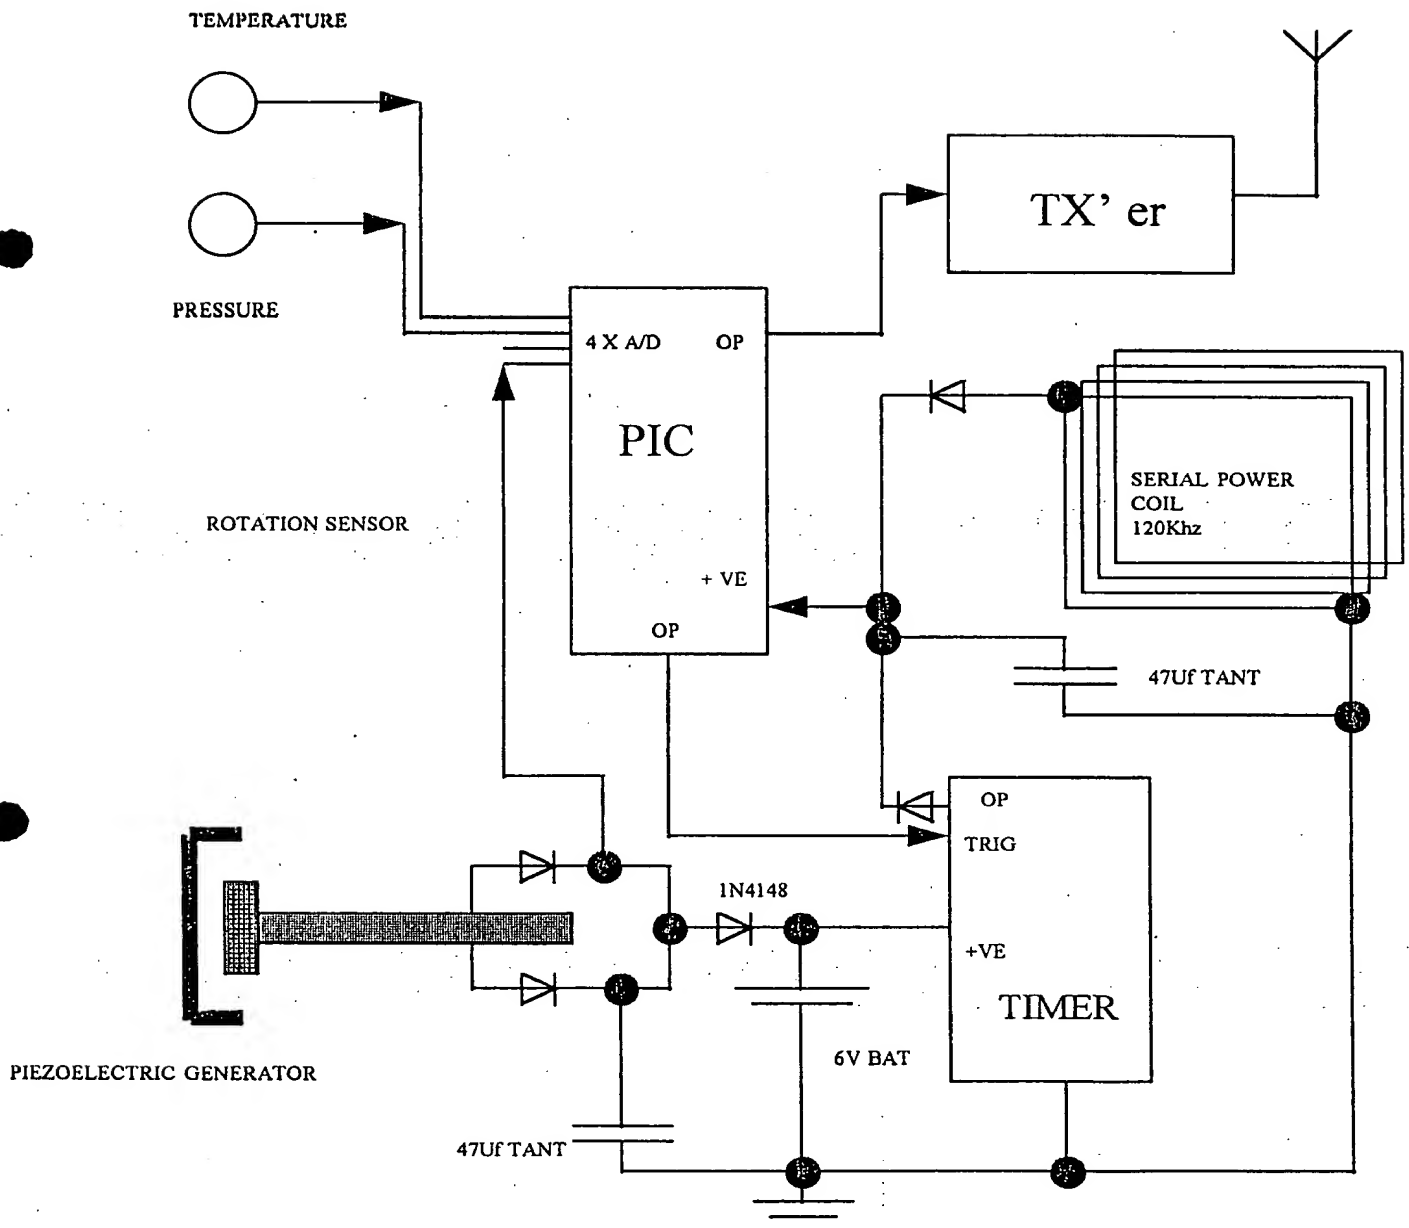 TEMPERATURE
TX' er
PRESSURE
4 X A/D
OP
PIC
SERIAL POWER
COIL
120Khz
ROTATION SENSOR
+ VE
OP
47Uf TANT
OP
TRIG
1N4148
+VE
TIMER
6V BAT
PIEZOELECTRIC GENERATOR
47Uf TANT